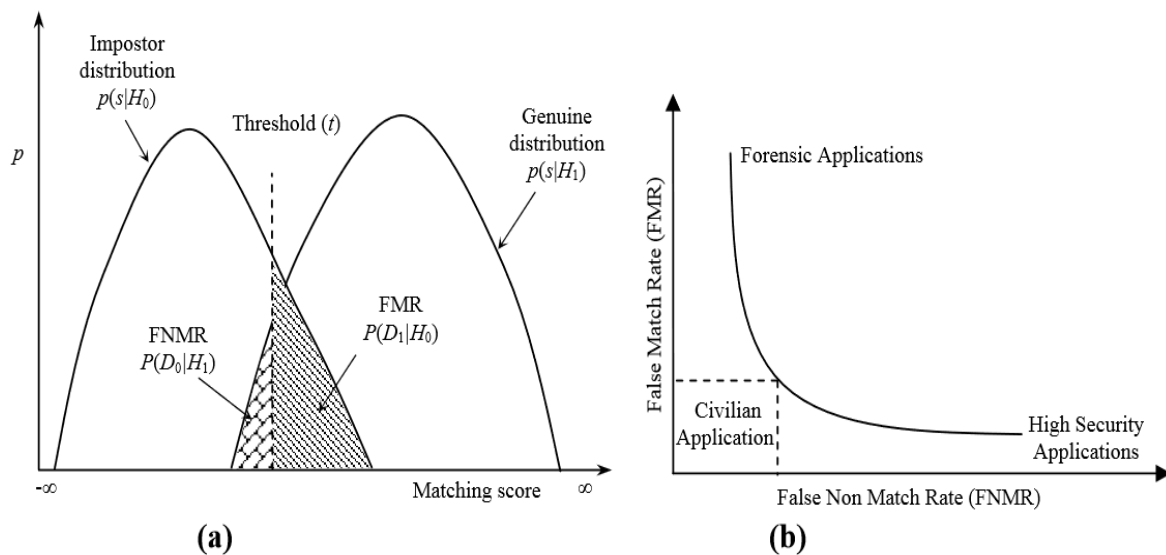 Impostor
distribution
p(s|H₀)
Threshold (t)
Genuine
distribution
p(s|H₁)
p
FNMR
P(D₀|H₁)
FMR
P(D₁|H₀)
-∞
Matching score
∞
(a)
False Match Rate (FMR)
Forensic Applications
Civilian
Application
High Security
Applications
False Non Match Rate (FNMR)
(b)